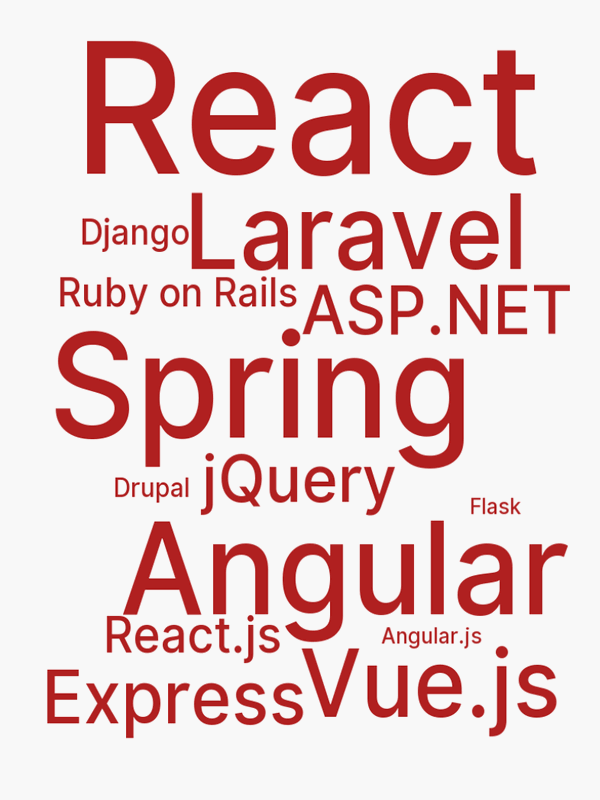 React
Django
Laravel
Ruby on Rails
ASP.NET
Spring
Drupal
jQuery
Flask
Angular
React.js
Angular.js
Express
Vue.js